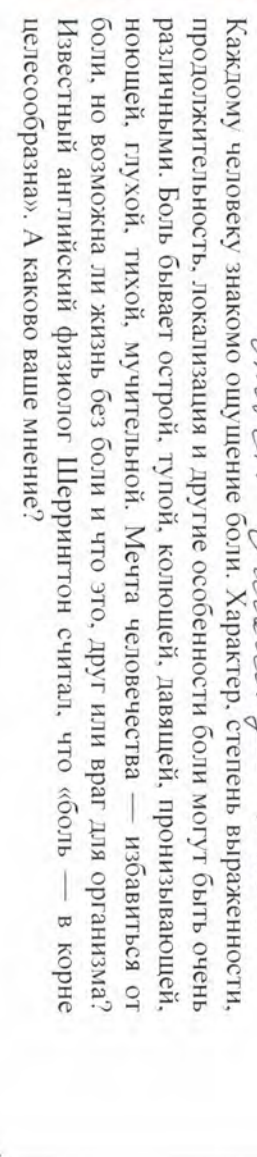 Каждому человеку знакомо ощущение боли. Характер, степень выраженности,
продолжительность, локализация и другие особенности боли могут быть очень
различными. Боль бывает острой, тупой, колющей, давящей, пронизывающей,
ноющей, глухой, тихой, мучительной. Мечта человечества — избавиться от
боли, но возможна ли жизнь без боли и что это, друг или враг для организма?
Известный английский физиолог Шеррингтон считал, что «боль — в корне
целесообразна». А каково ваше мнение?